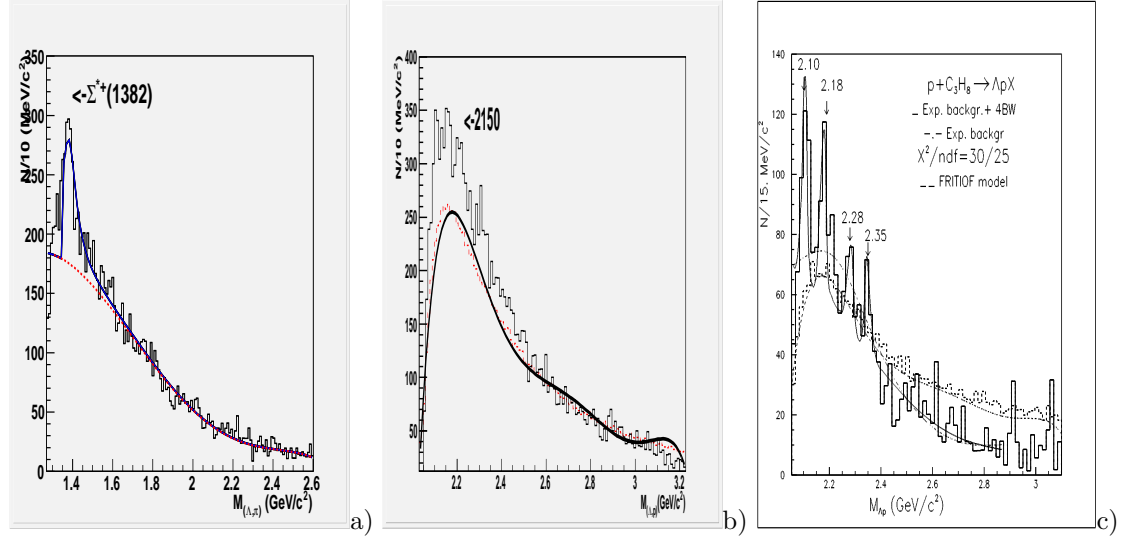 350
300
250
200
150
100
50
0
N/10 (MeV/c²)
<-Σ*+(1382)
1.4 1.6 1.8 2 2.2 2.4 2.6
M(Λ,π) (GeV/c²)
a)
400
350
300
250
200
150
100
50
N/10 (MeV/c²)
<-2150
2.2 2.4 2.6 2.8 3 3.2
M(Λp)(GeV/c²)
b)
140
120
100
80
60
40
20
0
N/15. MeV/c²
2.10
2.18
2.28
2.35
p+C₃H₈→ΛpX
_ Exp. backgr.+ 4BW
-.- Exp. backgr
X²/ndf=30/25
_ _ FRITIOF model
2.2 2.4 2.6 2.8 3
MΛp GeV/c²)
c)